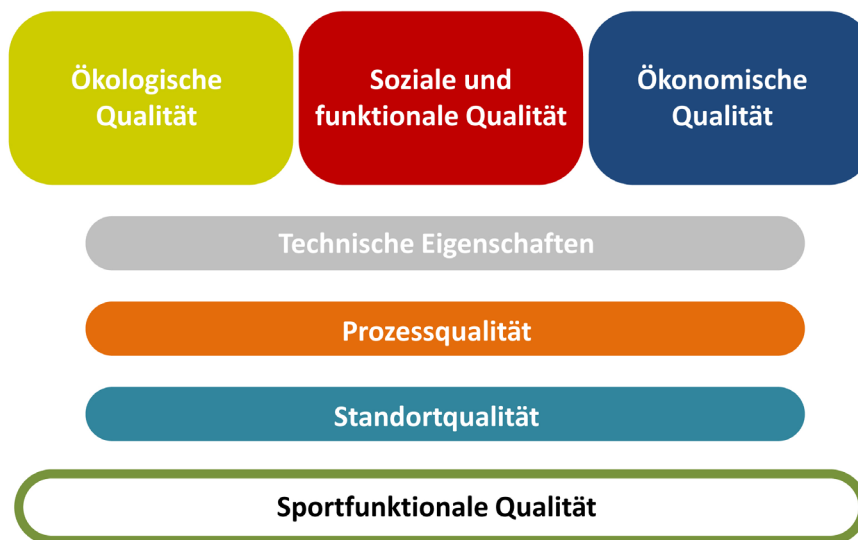 Ökologische
Qualität
Soziale und
funktionale Qualität
Ökonomische
Qualität
Technische Eigenschaften
Prozessqualität
Standortqualität
Sportfunktionale Qualität